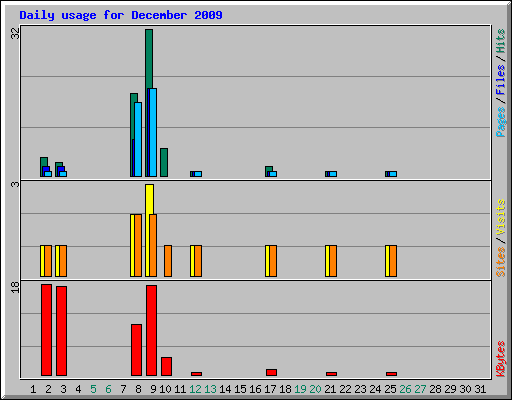 Daily usage for December 2009
32
Pages / Files / Hits
3
Sites / Visits
18
KBytes
1 2 3 4 5 6 7 8 9 10 11 12 13 14 15 16 17 18 19 20 21 22 23 24 25 26 27 28 29 30 31